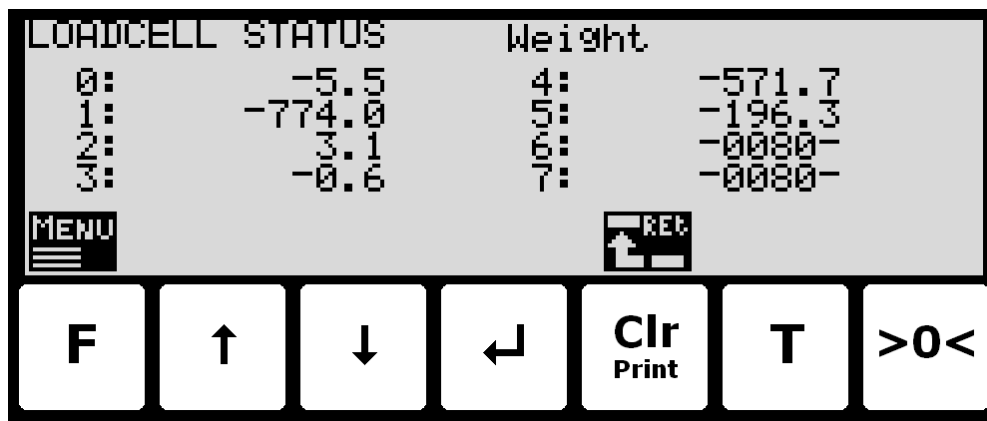 LOADCELL STATUS Weight
0: -5.5 4: -571.7
1: -774.0 5: -196.3
2: 3.1 6: -0080-
3: -0.6 7: -0080-
MENU RET
F ↑ ↓ ↵ Clr T >0<
Print